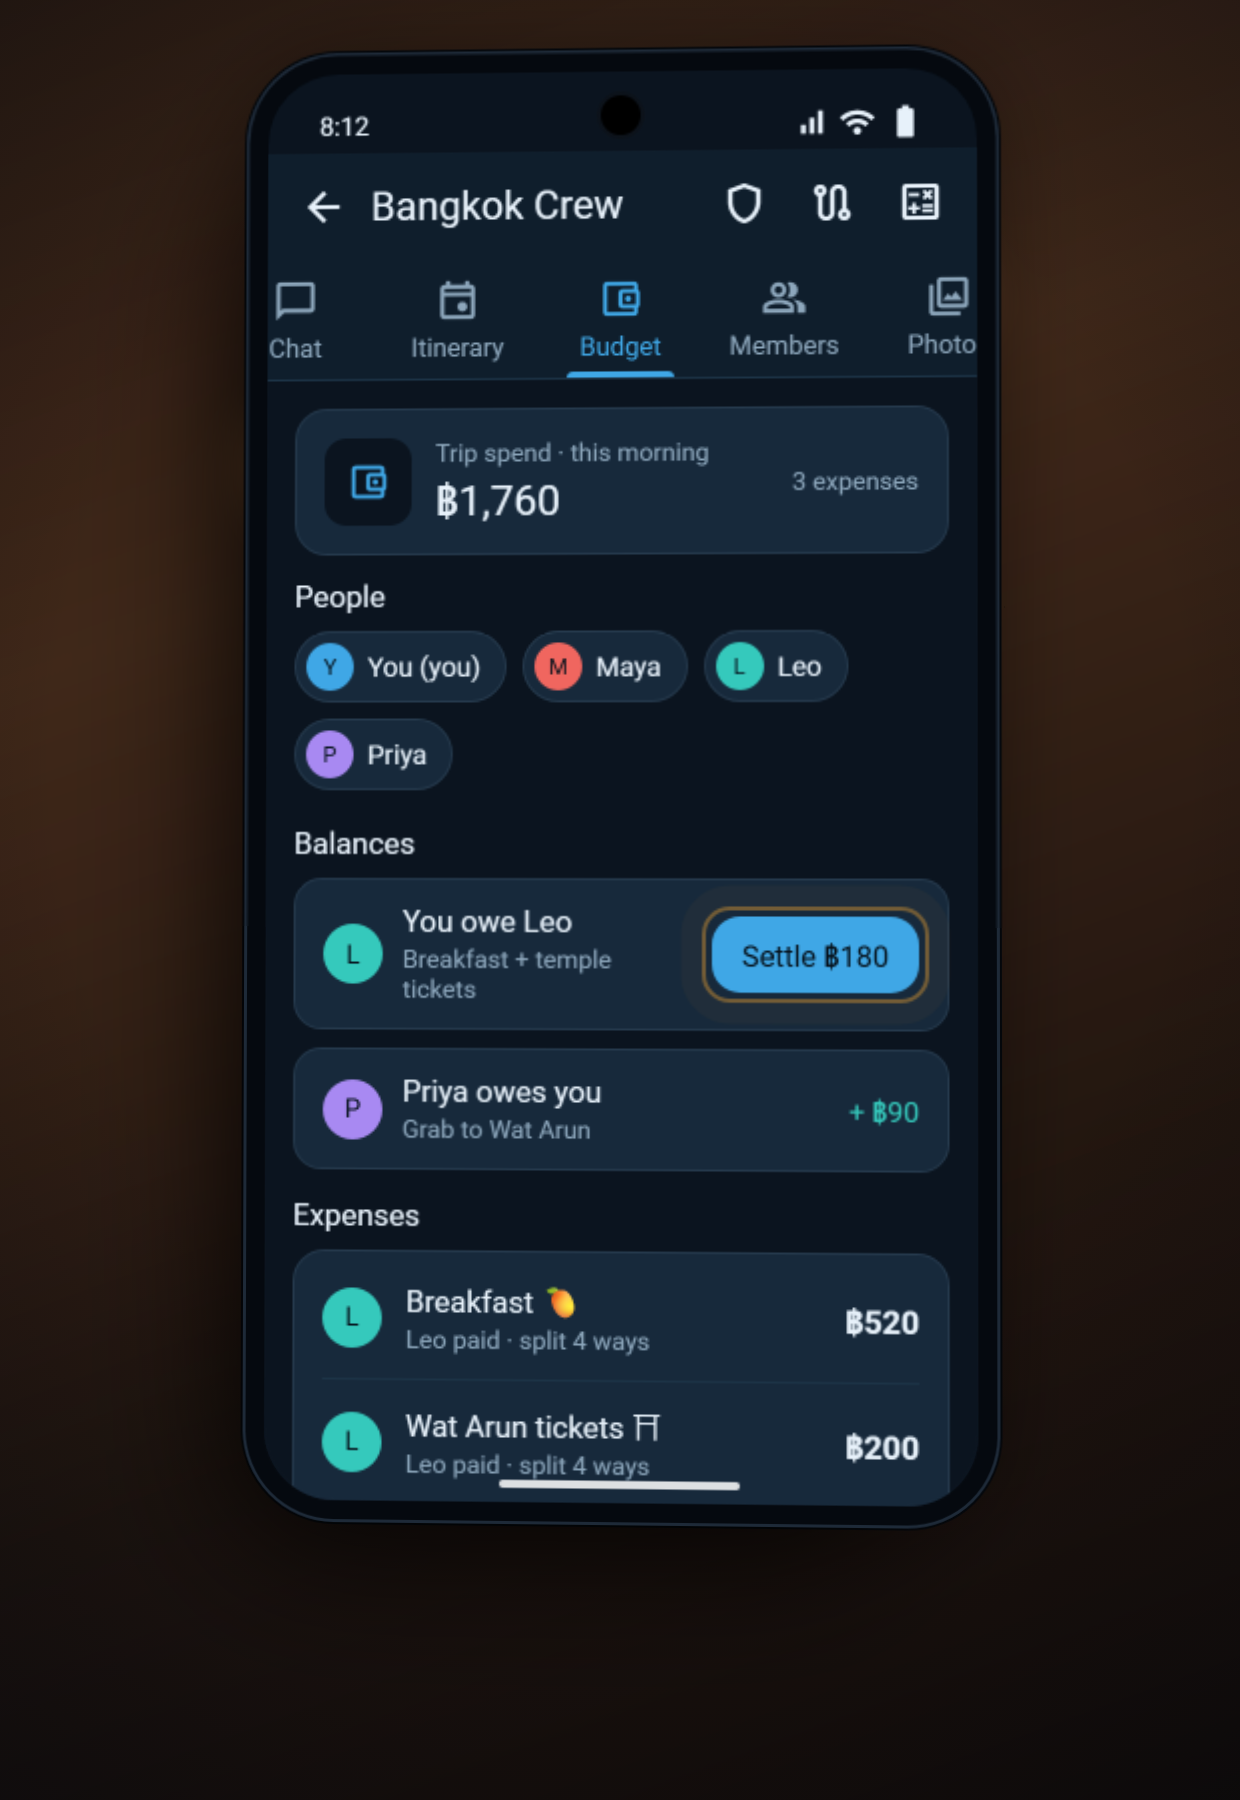 8:12
Bangkok Crew
Chat
Itinerary
Budget
Members
Photo
Trip spend · this morning
฿1,760
3 expenses
People
Y
You (you)
M
Maya
L
Leo
P
Priya
Balances
L
You owe Leo
Breakfast + temple
tickets
Settle ฿180
P
Priya owes you
Grab to Wat Arun
+ ฿90
Expenses
L
Breakfast 🥭
Leo paid · split 4 ways
฿520
L
Wat Arun tickets ⛩
Leo paid · split 4 ways
฿200